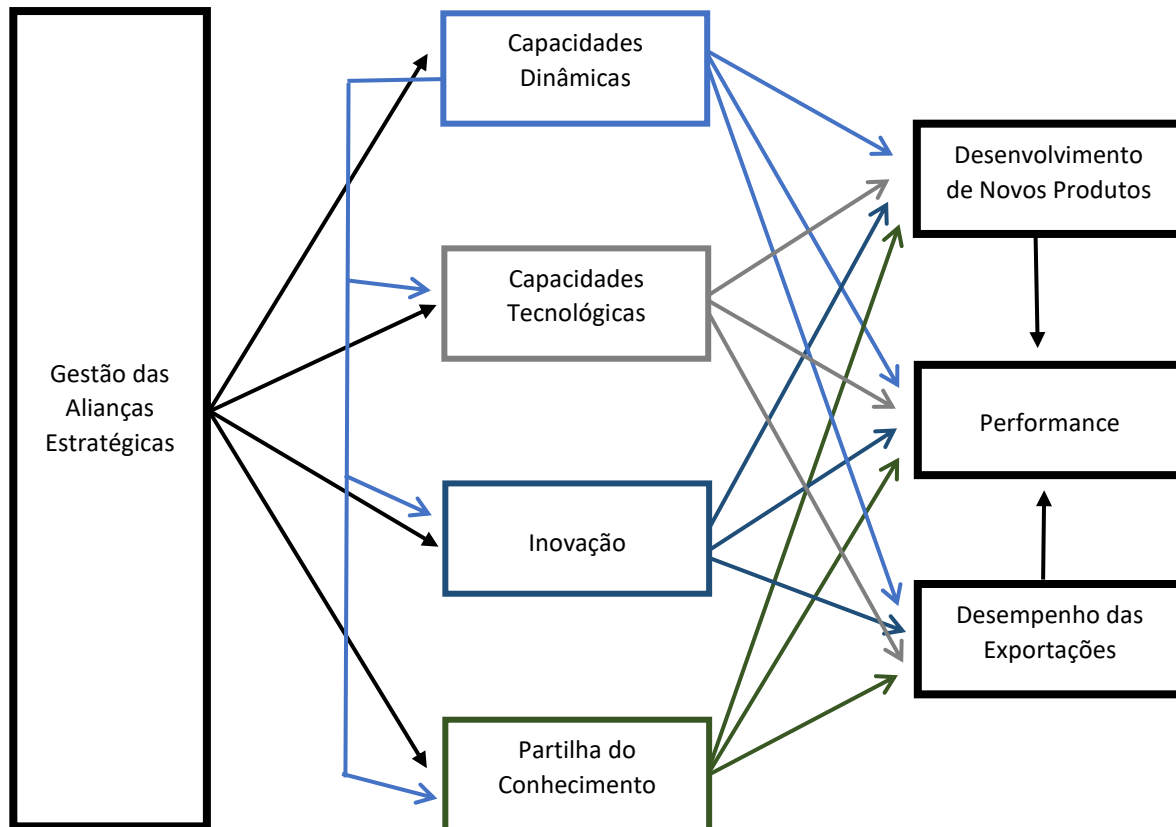 Gestão das
Alianças
Estratégicas
Capacidades
Dinâmicas
Capacidades
Tecnológicas
Inovação
Partilha do
Conhecimento
Desenvolvimento
de Novos Produtos
Performance
Desempenho das
Exportações